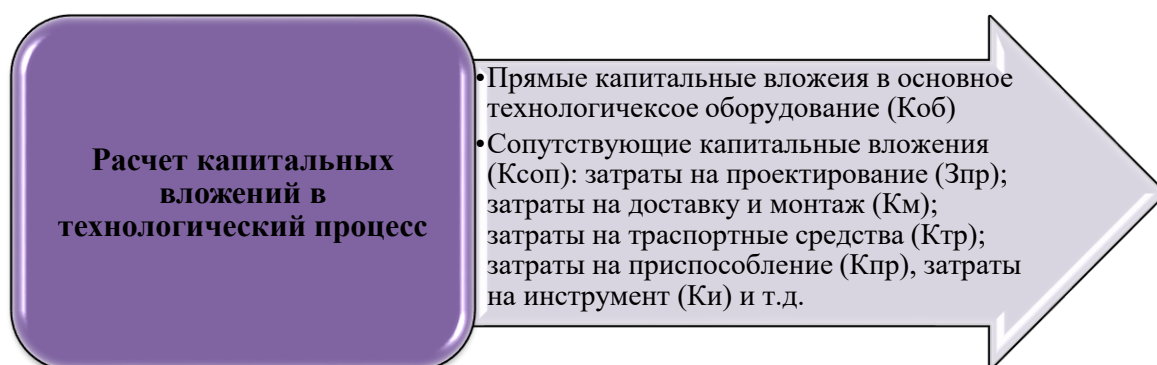 Расчет капитальных
вложений в
технологический процесс
•Прямые капитальные вложеия в основное
технологичексое оборудование (Коб)
•Сопутствующие капитальные вложения
(Ксоп): затраты на проектирование (Зпр);
затраты на доставку и монтаж (Км);
затраты на траспортные средства (Ктр);
затраты на приспособление (Кпр), затраты
на инструмент (Ки) и т.д.